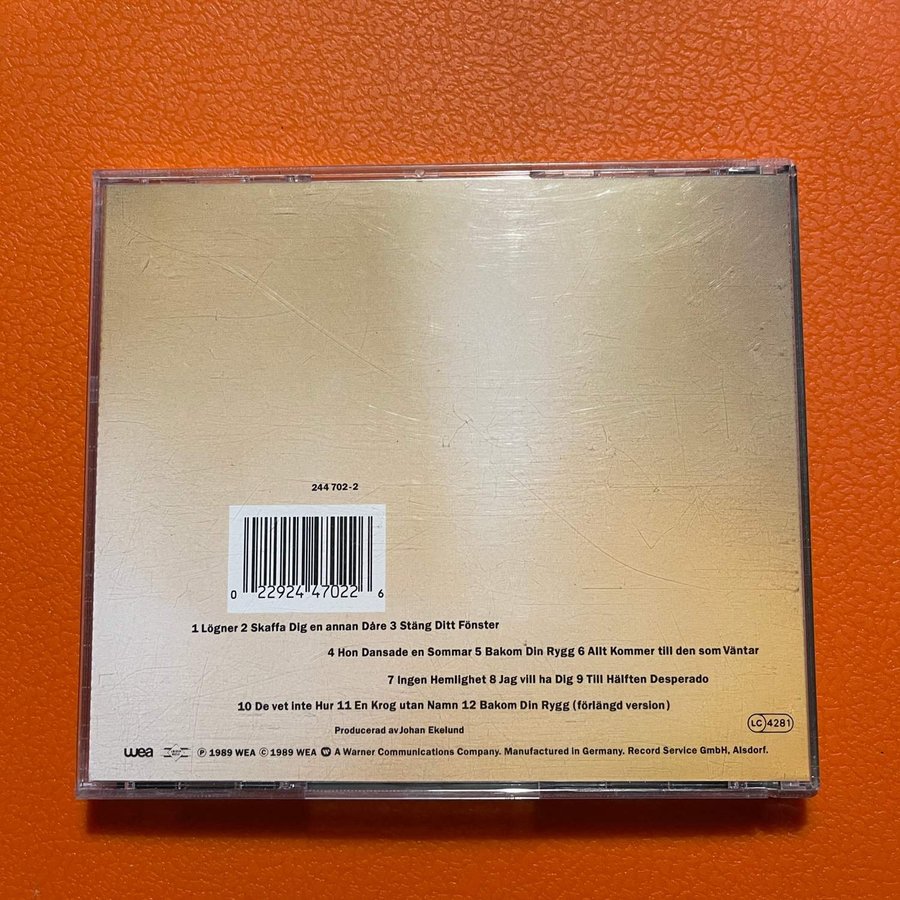 244 702-2
0 22924 47022 6
1 Lögner 2 Skaffa Dig en annan Dåre 3 Stäng Ditt Fönster
4 Hon Dansade en Sommar 5 Bakom Din Rygg 6 Allt Kommer till den som Väntar
7 Ingen Hemlighet 8 Jag vill ha Dig 9 Till Hälften Desperado
10 De vet inte Hur 11 En Krog utan Namn 12 Bakom Din Rygg (förlängd version)
LC 4281
Producerad av Johan Ekelund
wea ℗ 1989 WEA © 1989 WEA W A Warner Communications Company. Manufactured in Germany. Record Service GmbH, Alsdorf.